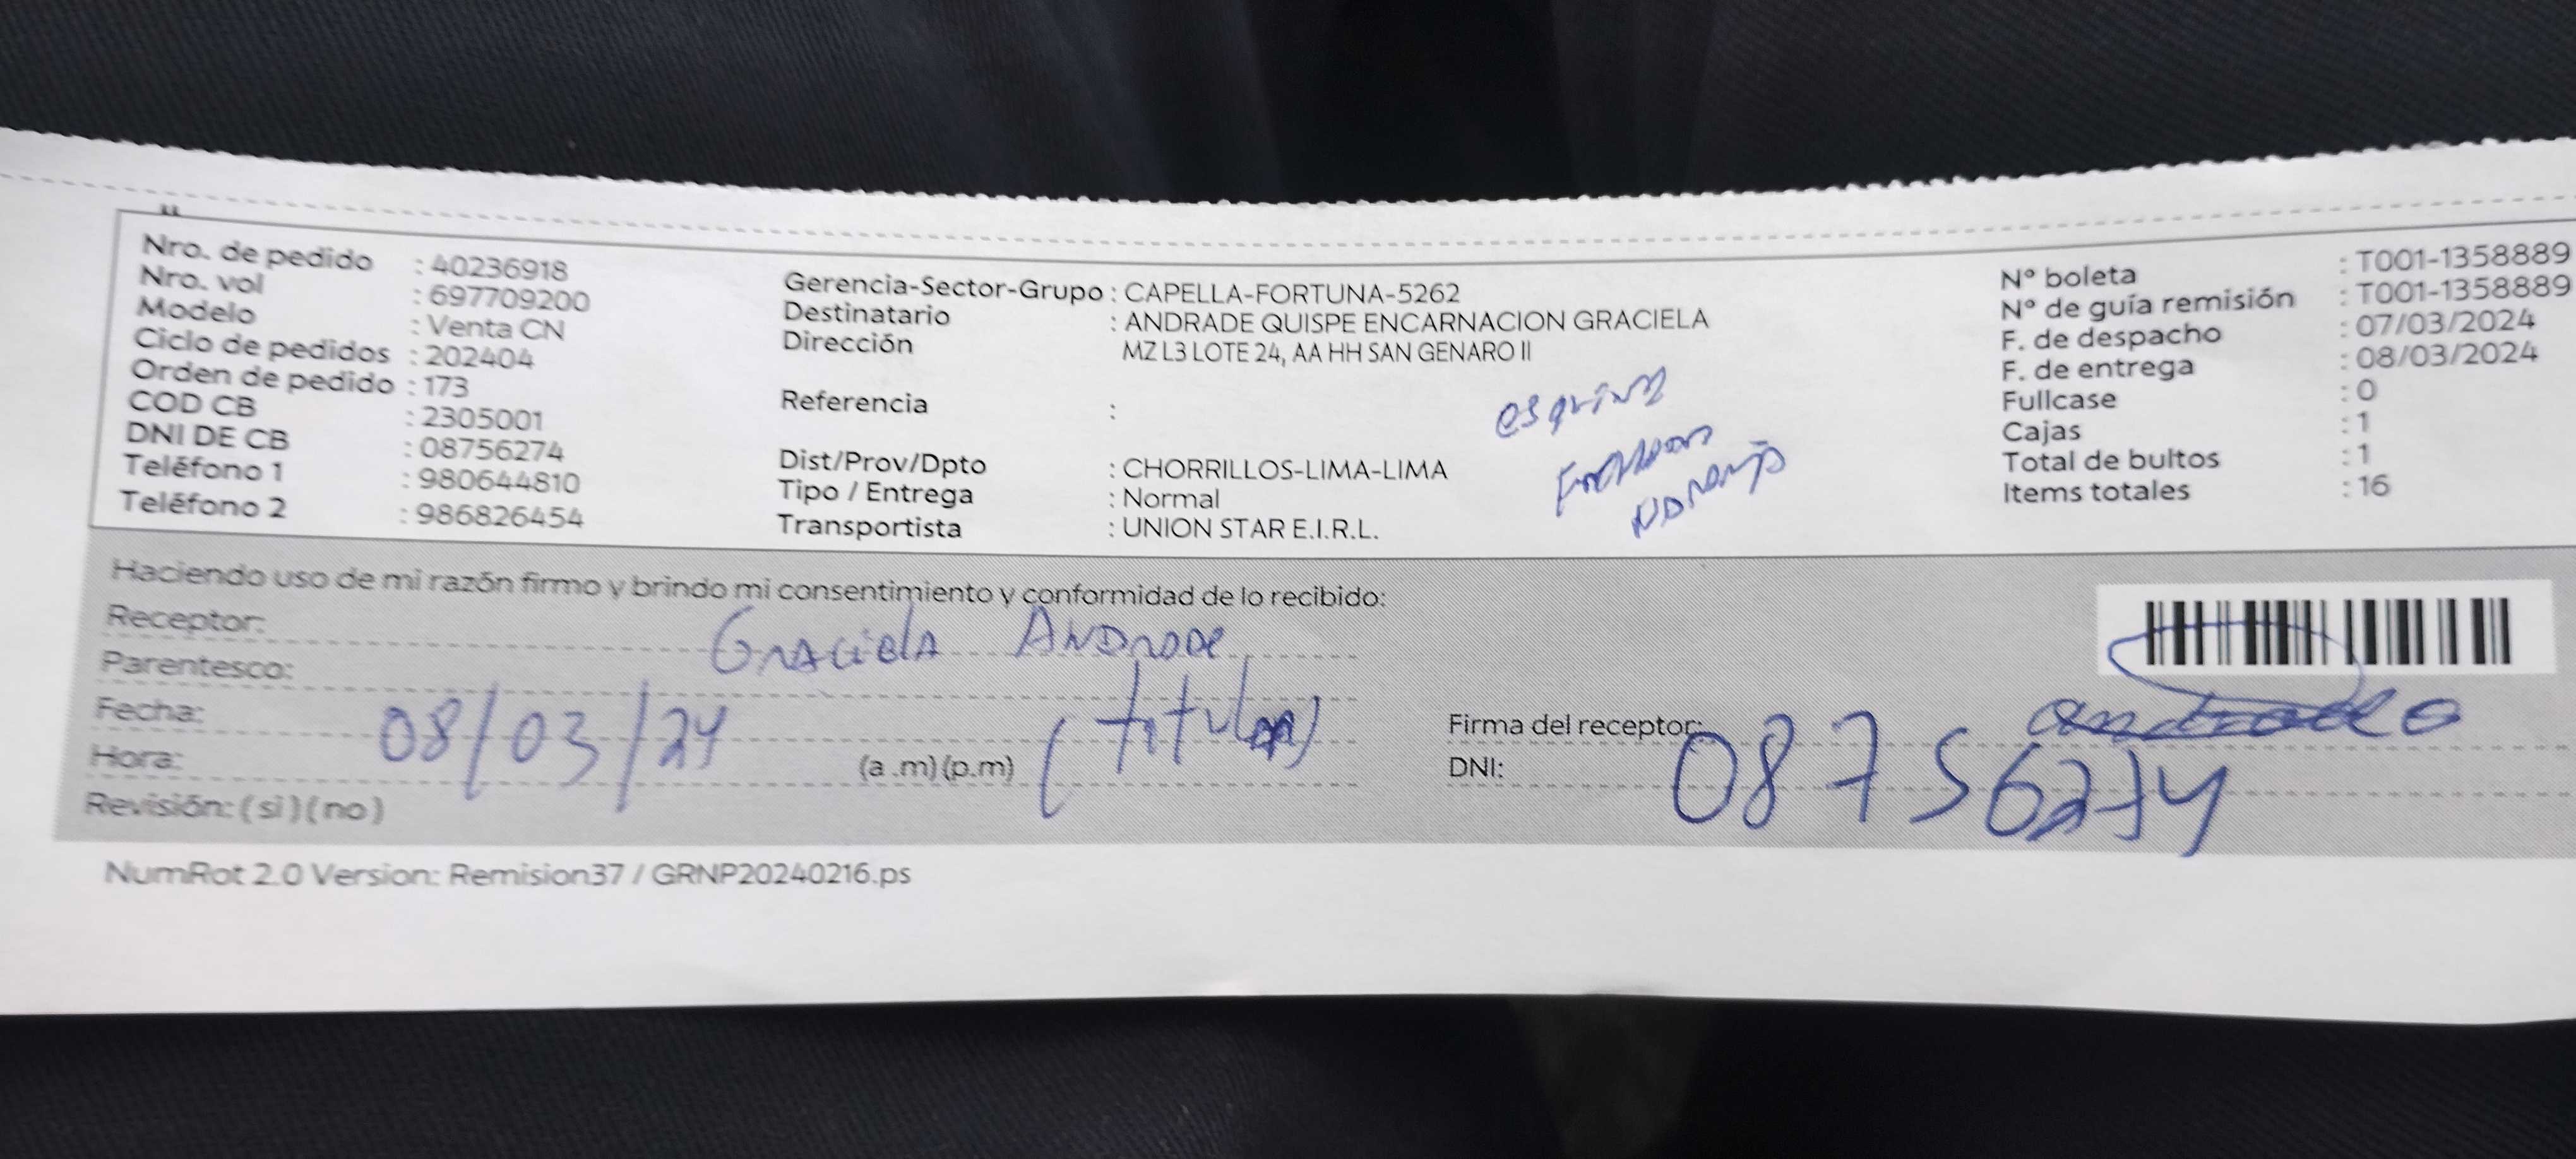 Nro. de pedido : 40236918
Nro. vol : 697709200
Modelo : Venta CN
Ciclo de pedidos : 202404
Orden de pedido : 173
COD CB : 2305001
DNI DE CB : 08756274
Teléfono 1 : 980644810
Teléfono 2 : 986826454
Gerencia-Sector-Grupo : CAPELLA-FORTUNA-5262
Destinatario : ANDRADE QUISPE ENCARNACION GRACIELA
Dirección MZ L3 LOTE 24, AA HH SAN GENARO II
Referencia :
Dist/Prov/Dpto : CHORRILLOS-LIMA-LIMA
Tipo / Entrega : Normal
Transportista : UNION STAR E.I.R.L.
esquina
naranja
N° boleta : T001-1358889
N° de guía remisión : T001-1358889
F. de despacho : 07/03/2024
F. de entrega : 08/03/2024
Fullcase : 0
Cajas : 1
Total de bultos : 1
Items totales : 16
Haciendo uso de mi razón firmo y brindo mi consentimiento y conformidad de lo recibido:
Receptor: Graciela Andrade
Parentesco: (titular)
Fecha: 08/03/24
Hora: (a .m) (p.m)
Revisión: ( si ) ( no )
Firma del receptor:
DNI: 08756274
NumRot 2.0 Version: Remision37 / GRNP20240216.ps